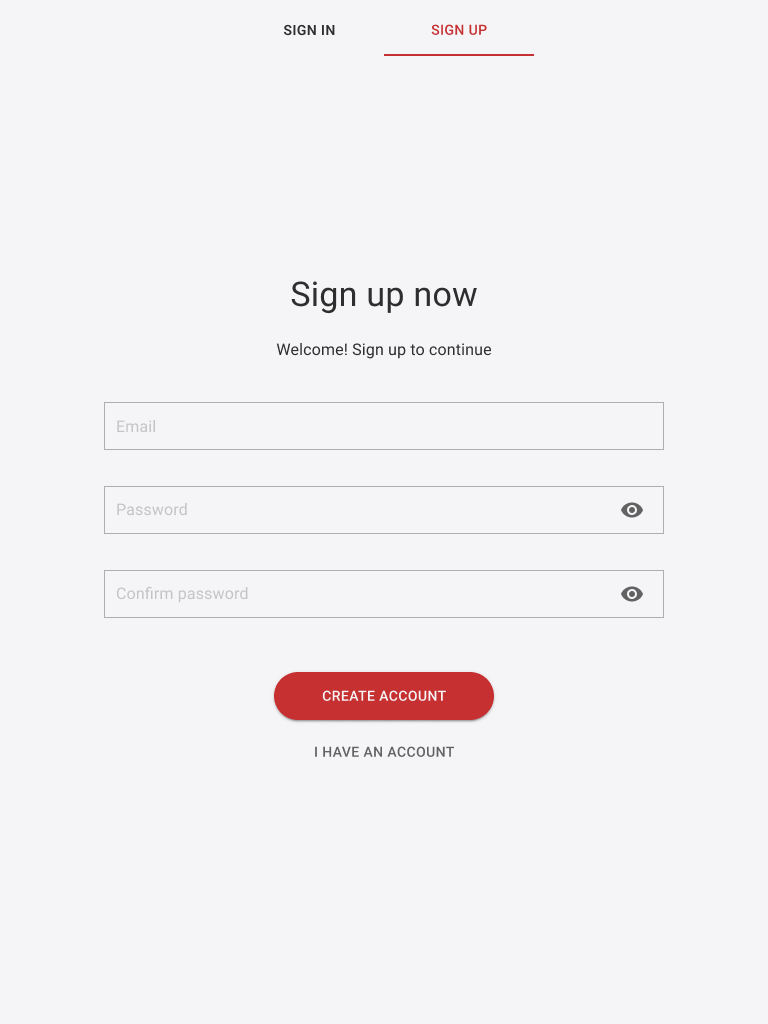 SIGN IN
SIGN UP
Sign up now
Welcome! Sign up to continue
Email
Password
Confirm password
CREATE ACCOUNT
I HAVE AN ACCOUNT